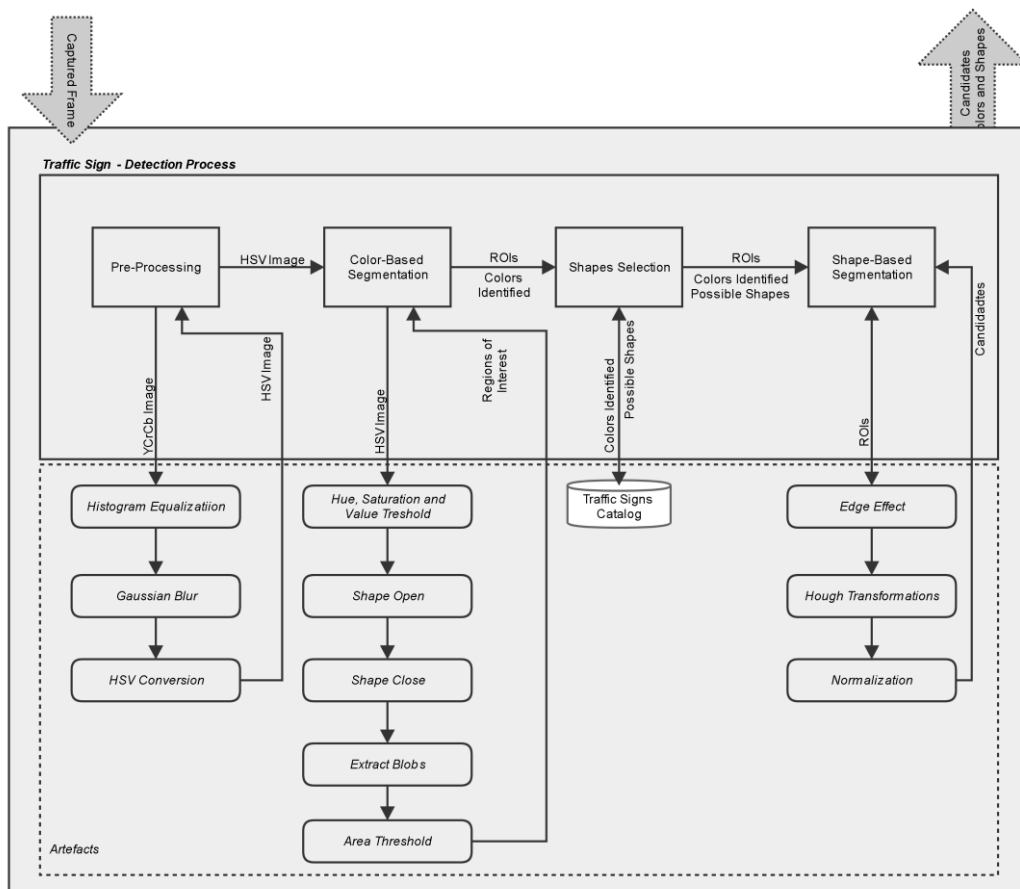 Captured Frame
Candidates
Colors and Shapes
Traffic Sign - Detection Process
Pre-Processing
HSV Image
Color-Based
Segmentation
ROIs
Colors
Identified
Shapes Selection
ROIs
Colors Identified
Possible Shapes
Shape-Based
Segmentation
YCrCb Image
HSV Image
HSV Image
Regions of
Interest
Colors Identified
Possible Shapes
ROIs
Candidadtes
Histogram Equalizatiion
Gaussian Blur
HSV Conversion
Hue, Saturation and
Value Treshold
Shape Open
Shape Close
Extract Blobs
Area Threshold
Traffic Signs
Catalog
Edge Effect
Hough Transformations
Normalization
Artefacts